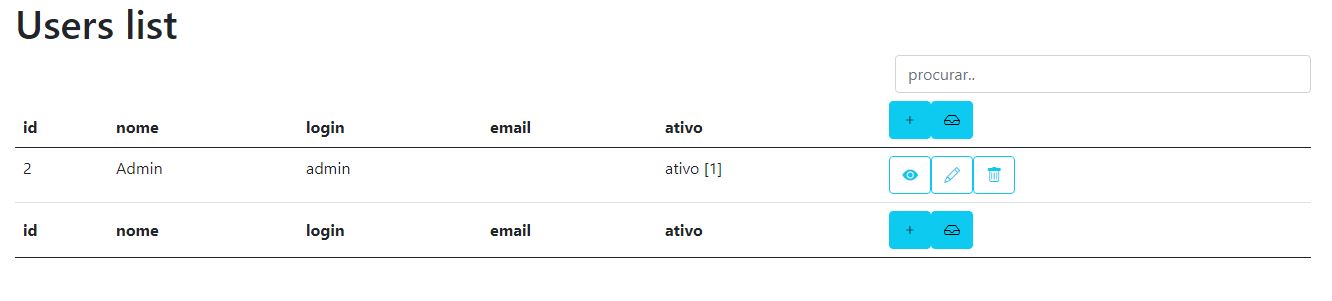 Users list
procurar..
id nome login email ativo +
2 Admin admin ativo [1]
id nome login email ativo +